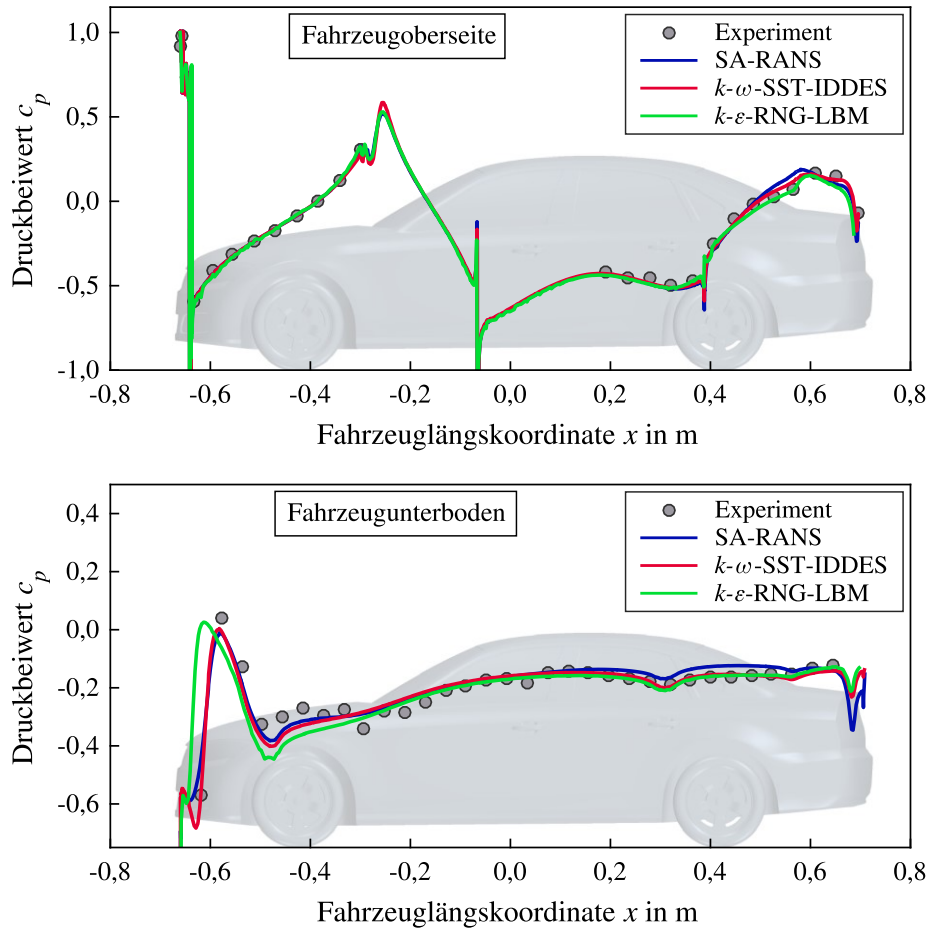 Fahrzeugoberseite
Experiment
SA-RANS
k-ω-SST-IDDES
k-ε-RNG-LBM
Druckbeiwert cp
1,0
0,5
0,0
-0,5
-1,0
-0,8 -0,6 -0,4 -0,2 0,0 0,2 0,4 0,6 0,8
Fahrzeuglängskoordinate x in m
Fahrzeugunterboden
Experiment
SA-RANS
k-ω-SST-IDDES
k-ε-RNG-LBM
Druckbeiwert cp
0,4
0,2
0,0
-0,2
-0,4
-0,6
-0,8 -0,6 -0,4 -0,2 0,0 0,2 0,4 0,6 0,8
Fahrzeuglängskoordinate x in m